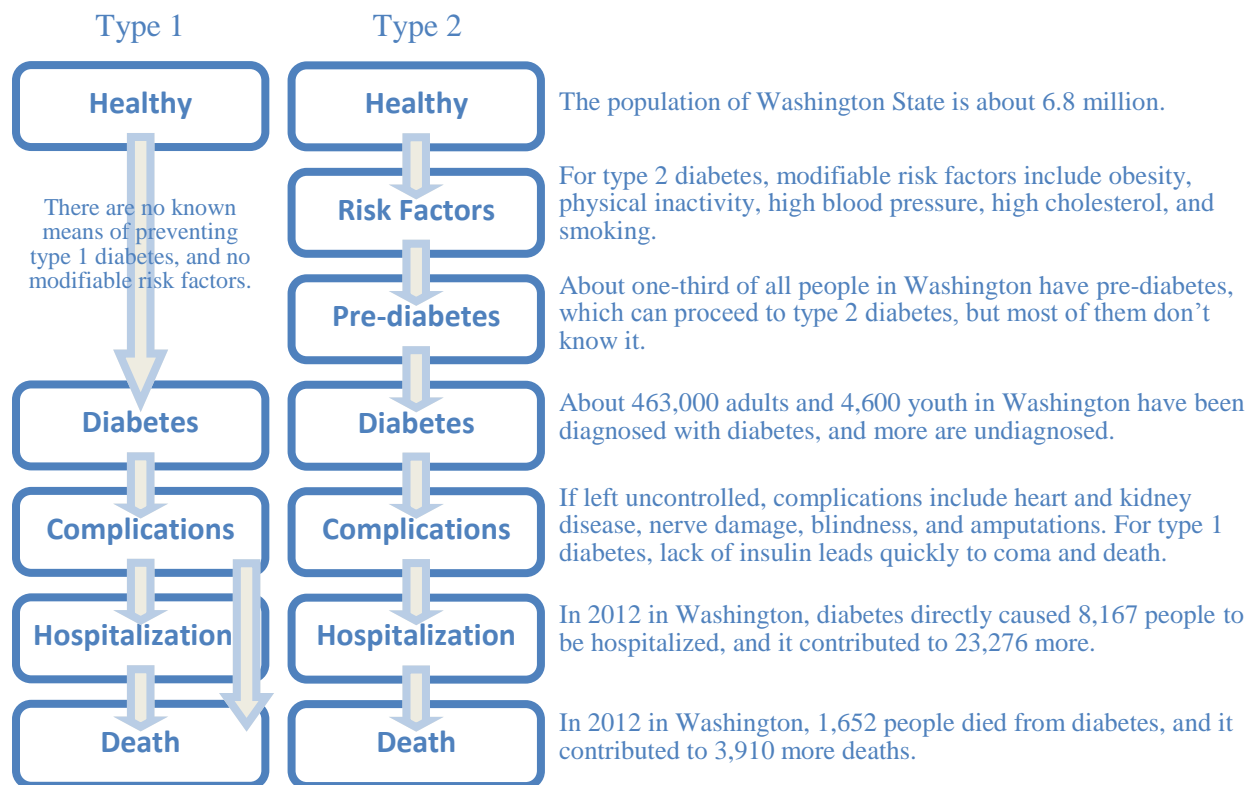 Type 1
Type 2
Healthy
Healthy
The population of Washington State is about 6.8 million.
There are no known
means of preventing
type 1 diabetes, and no
modifiable risk factors.
Risk Factors
For type 2 diabetes, modifiable risk factors include obesity,
physical inactivity, high blood pressure, high cholesterol, and
smoking.
Pre-diabetes
About one-third of all people in Washington have pre-diabetes,
which can proceed to type 2 diabetes, but most of them don’t
know it.
Diabetes
Diabetes
About 463,000 adults and 4,600 youth in Washington have been
diagnosed with diabetes, and more are undiagnosed.
Complications
Complications
If left uncontrolled, complications include heart and kidney
disease, nerve damage, blindness, and amputations. For type 1
diabetes, lack of insulin leads quickly to coma and death.
Hospitalization
Hospitalization
In 2012 in Washington, diabetes directly caused 8,167 people to
be hospitalized, and it contributed to 23,276 more.
Death
Death
In 2012 in Washington, 1,652 people died from diabetes, and it
contributed to 3,910 more deaths.